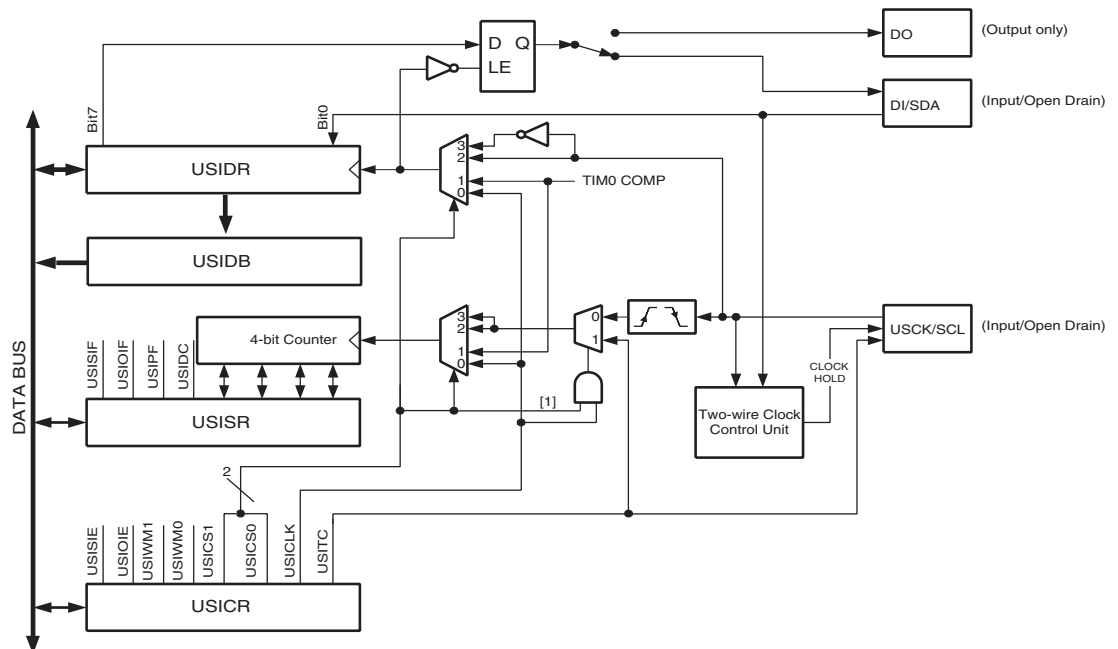 DO
(Output only)
D Q
LE
DI/SDA
(Input/Open Drain)
Bit7
Bit0
USIDR
3
2
1
0
TIM0 COMP
USIDB
DATA BUS
4-bit Counter
3
2
1
0
0
1
USCK/SCL
(Input/Open Drain)
CLOCK
HOLD
USISIF
USIOIF
USIPF
USIDC
[1]
USISR
Two-wire Clock
Control Unit
2
USISIE
USIOIE
USIWM1
USIWM0
USICS1
USICS0
USICLK
USITC
USICR